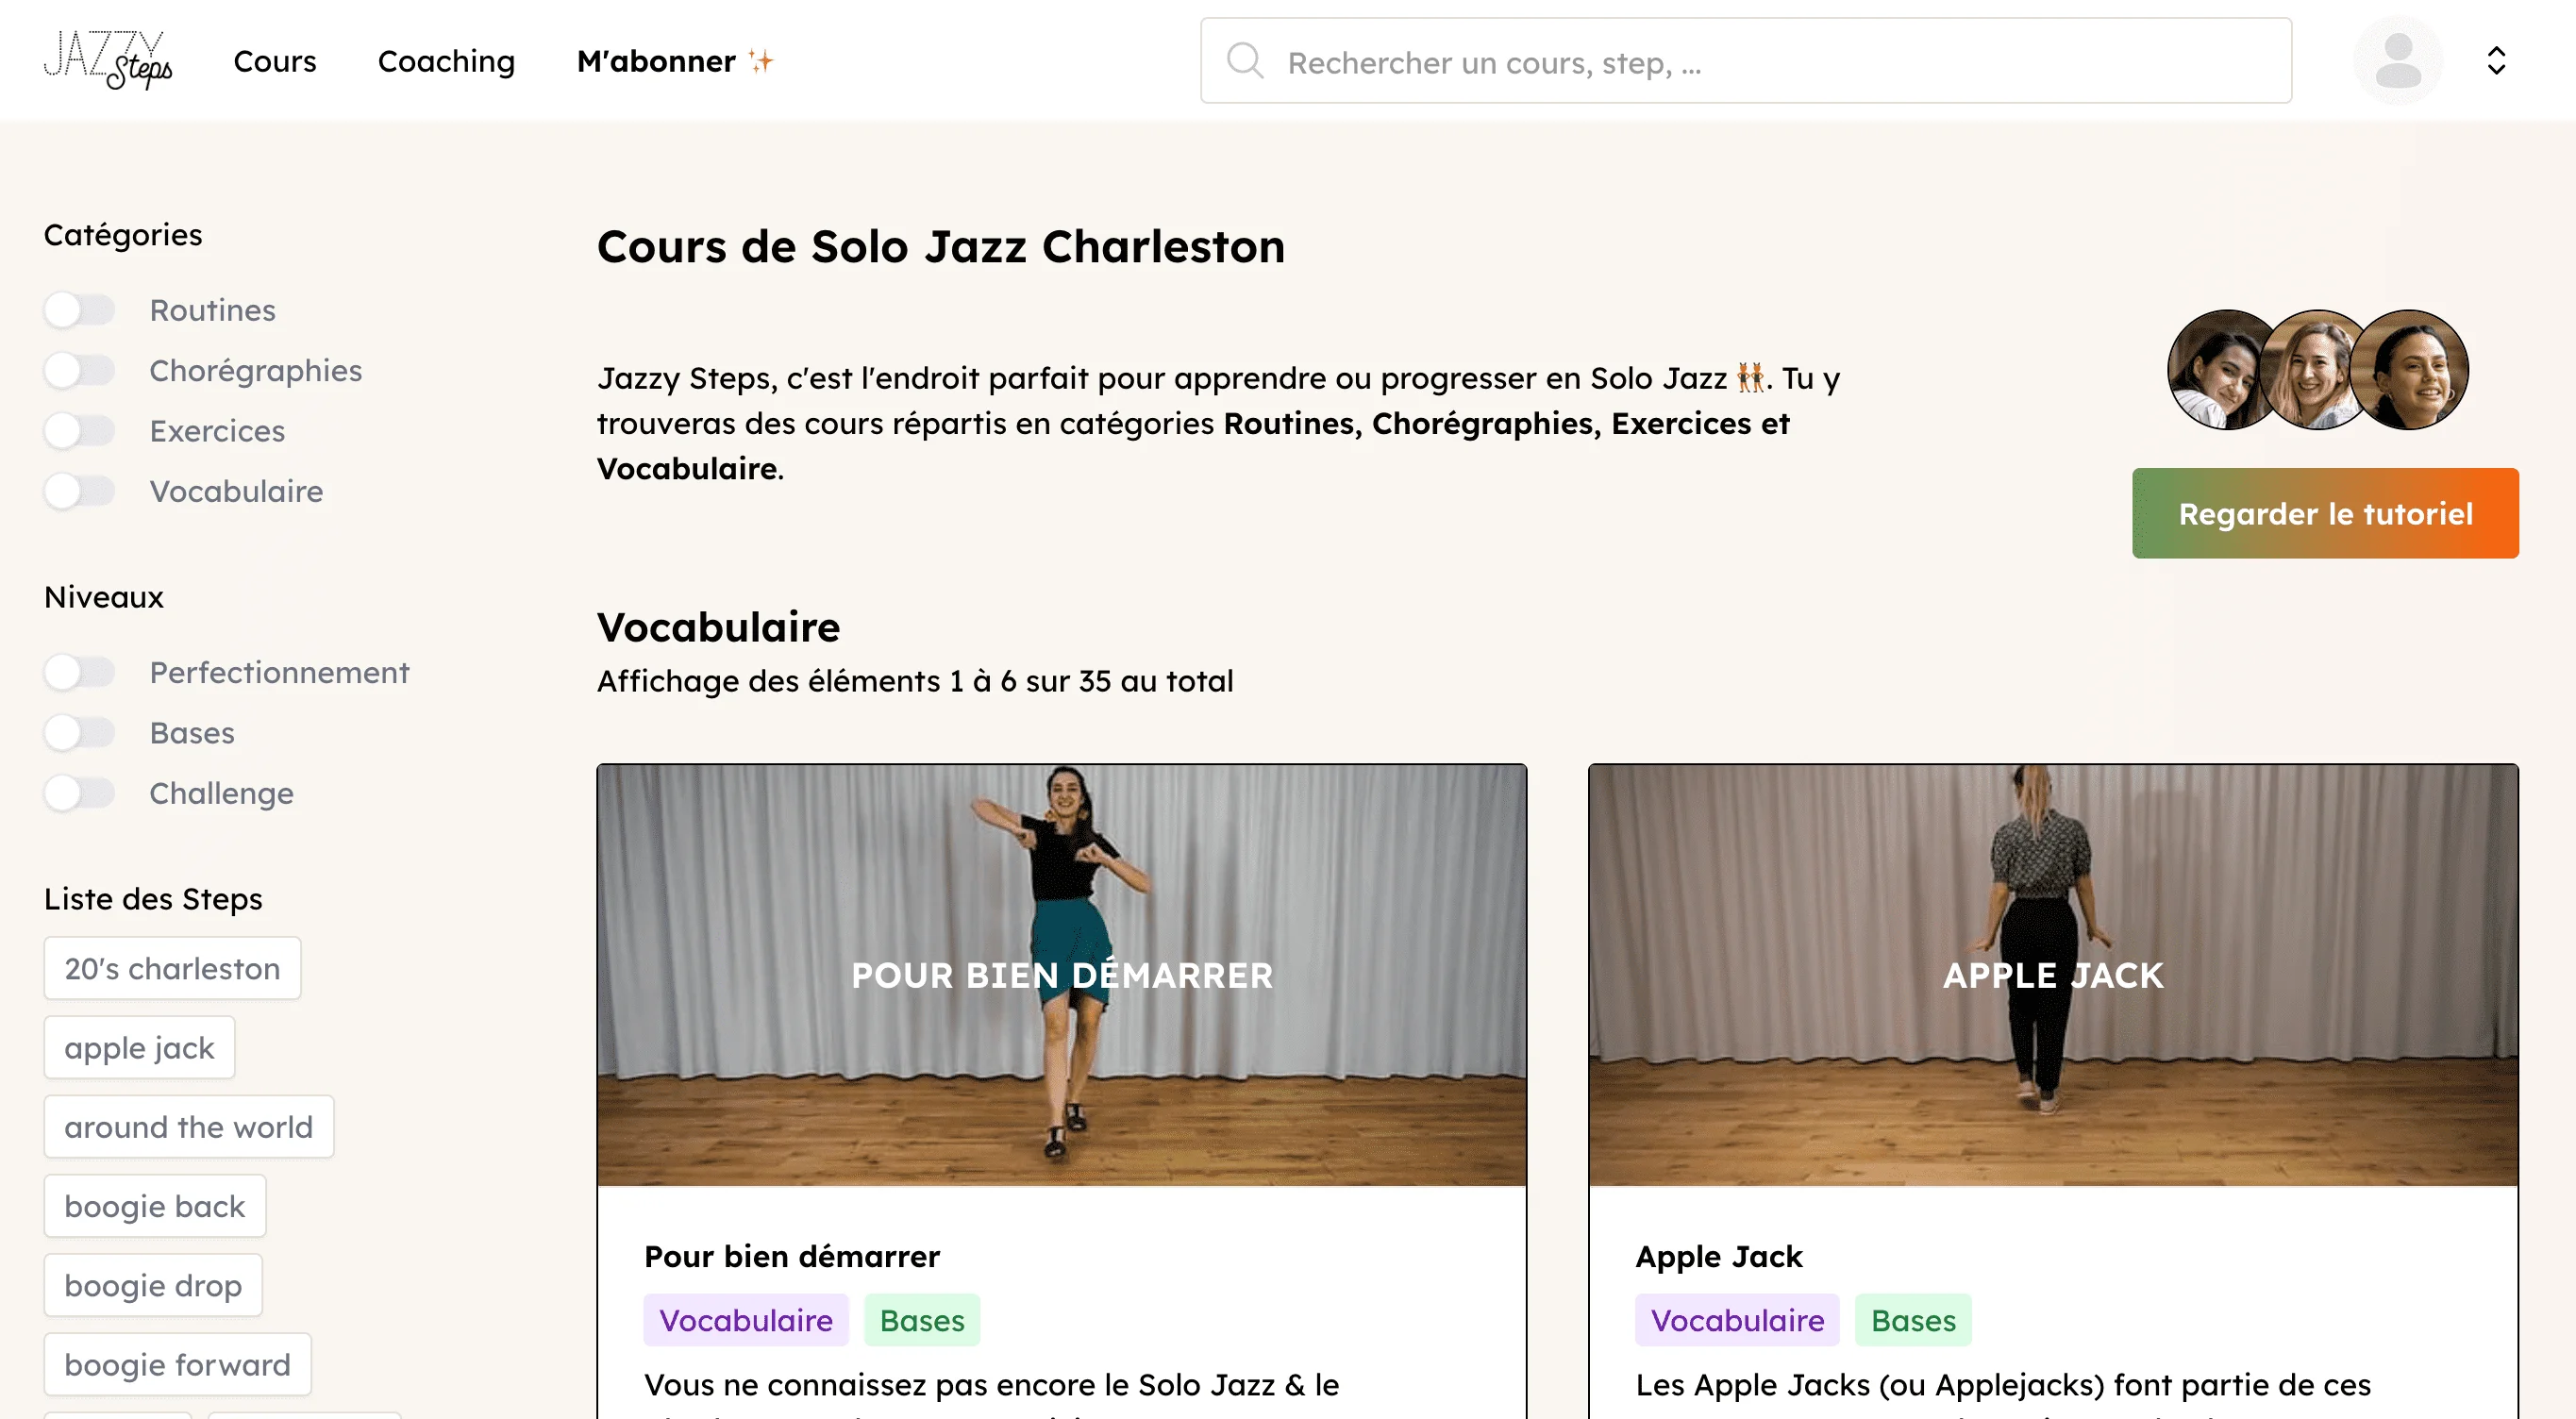 JAZZY Steps
Cours
Coaching
M'abonner ✨
Rechercher un cours, step, ...
Catégories
Routines
Chorégraphies
Exercices
Vocabulaire
Niveaux
Perfectionnement
Bases
Challenge
Liste des Steps
20's charleston
apple jack
around the world
boogie back
boogie drop
boogie forward
Cours de Solo Jazz Charleston
Jazzy Steps, c'est l'endroit parfait pour apprendre ou progresser en Solo Jazz 👯. Tu y
trouveras des cours répartis en catégories Routines, Chorégraphies, Exercices et
Vocabulaire.
Regarder le tutoriel
Vocabulaire
Affichage des éléments 1 à 6 sur 35 au total
POUR BIEN DÉMARRER
Pour bien démarrer
Vocabulaire
Bases
Vous ne connaissez pas encore le Solo Jazz & le
APPLE JACK
Apple Jack
Vocabulaire
Bases
Les Apple Jacks (ou Applejacks) font partie de ces